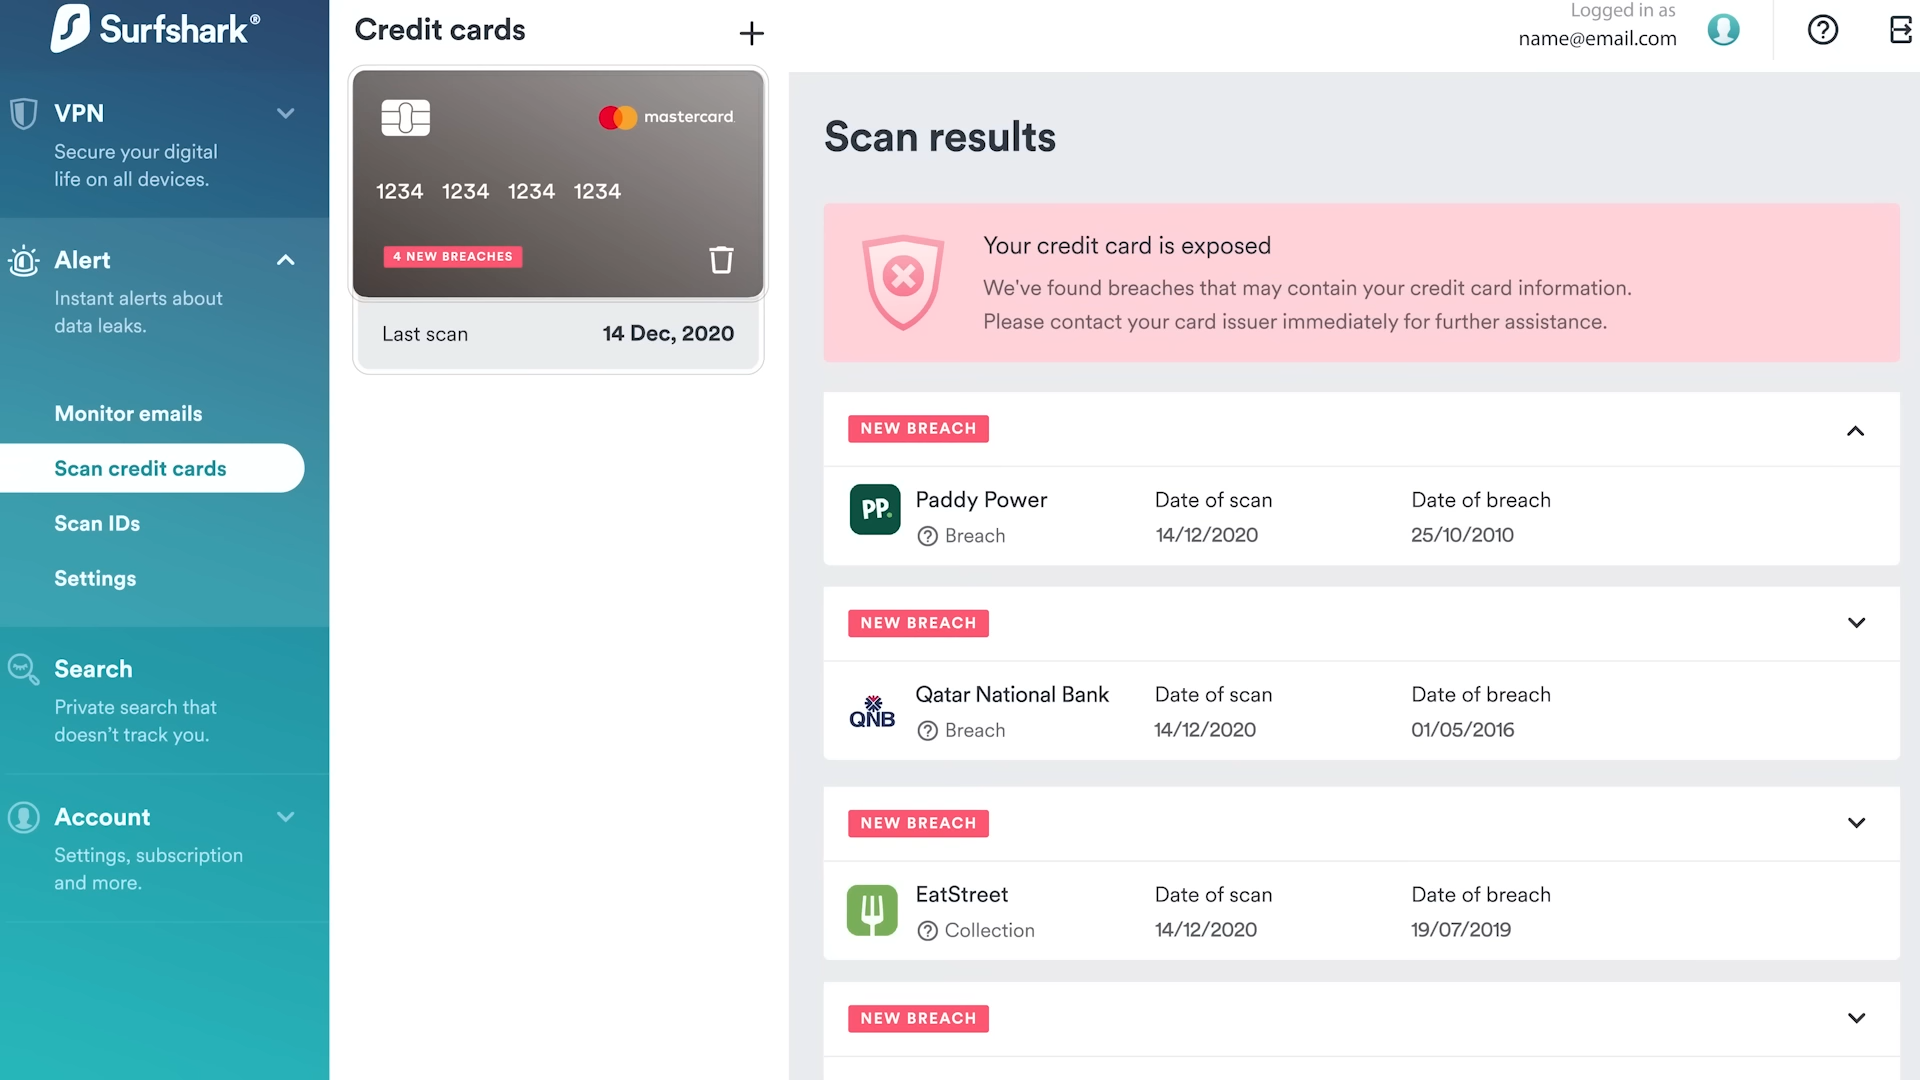 Surfshark®
VPN
Secure your digital
life on all devices.
Alert
Instant alerts about
data leaks.
Monitor emails
Scan credit cards
Scan IDs
Settings
Search
Private search that
doesn't track you.
Account
Settings, subscription
and more.
Credit cards
mastercard.
1234 1234 1234 1234
4 NEW BREACHES
Last scan 14 Dec, 2020
Logged in as
name@email.com
Scan results
Your credit card is exposed
We've found breaches that may contain your credit card information.
Please contact your card issuer immediately for further assistance.
NEW BREACH
PP.
Paddy Power Date of scan Date of breach
Breach 14/12/2020 25/10/2010
NEW BREACH
QNB
Qatar National Bank Date of scan Date of breach
Breach 14/12/2020 01/05/2016
NEW BREACH
EatStreet Date of scan Date of breach
Collection 14/12/2020 19/07/2019
NEW BREACH